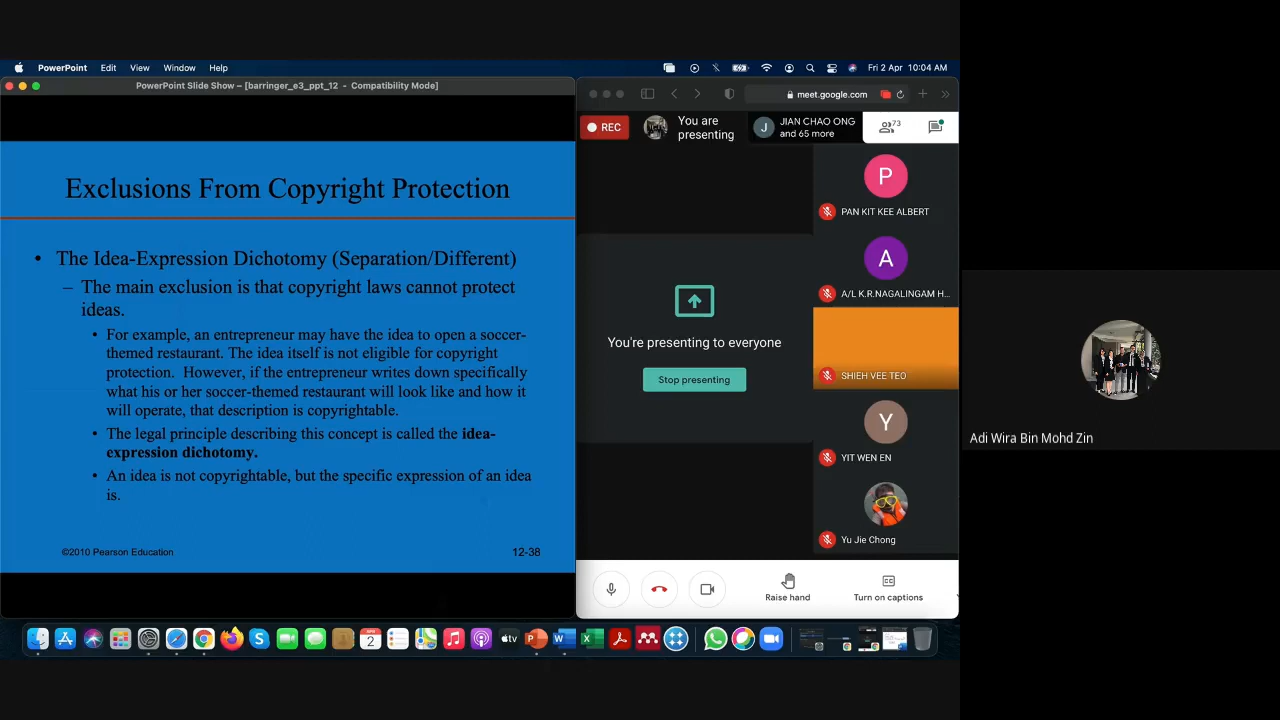 PowerPoint Edit View Window Help
Fri 2 Apr 10:04 AM
PowerPoint Slide Show – [barringer_e3_ppt_12 - Compatibility Mode]
Exclusions From Copyright Protection
• The Idea-Expression Dichotomy (Separation/Different)
– The main exclusion is that copyright laws cannot protect
ideas.
• For example, an entrepreneur may have the idea to open a soccer-
themed restaurant. The idea itself is not eligible for copyright
protection. However, if the entrepreneur writes down specifically
what his or her soccer-themed restaurant will look like and how it
will operate, that description is copyrightable.
• The legal principle describing this concept is called the idea-
expression dichotomy.
• An idea is not copyrightable, but the specific expression of an idea
is.
©2010 Pearson Education
12-38
meet.google.com
REC
You are
presenting
J
JIAN CHAO ONG
and 65 more
73
You're presenting to everyone
Stop presenting
P
PAN KIT KEE ALBERT
A
A/L K.R.NAGALINGAM H...
SHIEH VEE TEO
Y
YIT WEN EN
Yu Jie Chong
Raise hand
CC
Turn on captions
Adi Wira Bin Mohd Zin
APR
2
tv
P
W
X
S